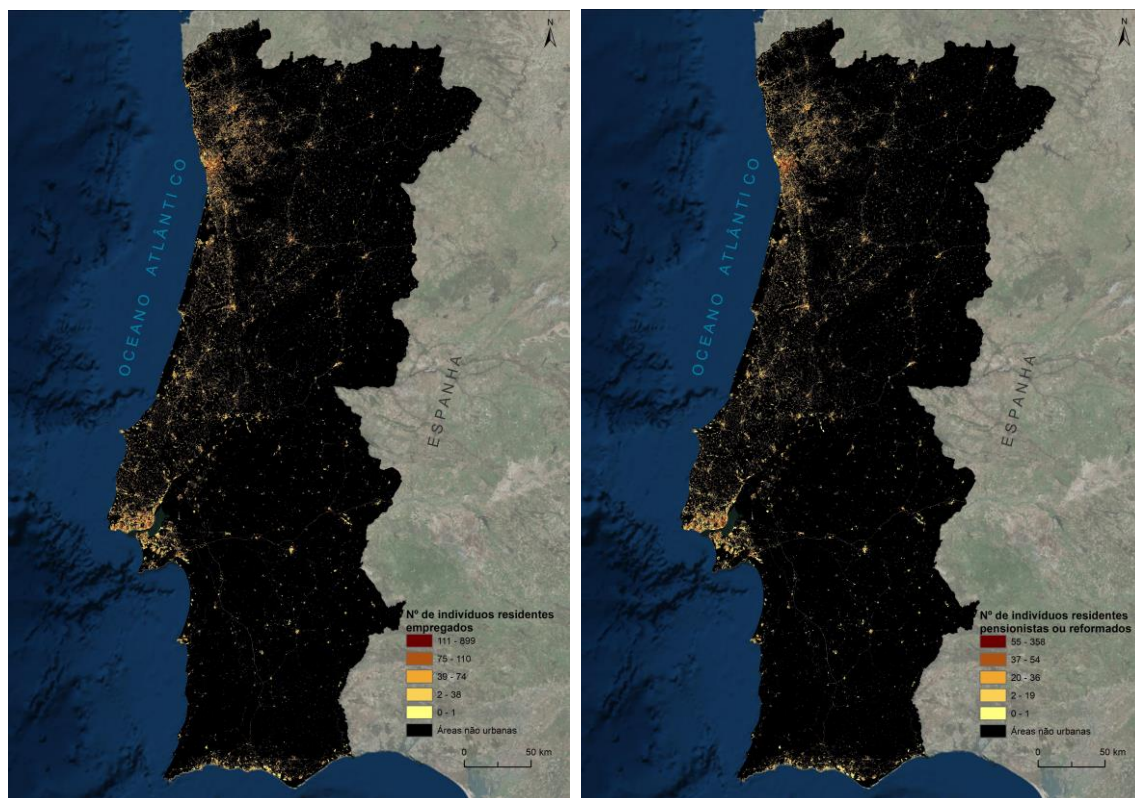 N
OCEANO ATLÂNTICO
ESPANHA
Nº de indivíduos residentes
empregados
111 - 899
75 - 110
39 - 74
2 - 38
0 - 1
Áreas não urbanas
0 50 km
N
OCEANO ATLÂNTICO
ESPANHA
Nº de indivíduos residentes
pensionistas ou reformados
55 - 358
37 - 54
20 - 36
2 - 19
0 - 1
Áreas não urbanas
0 50 km